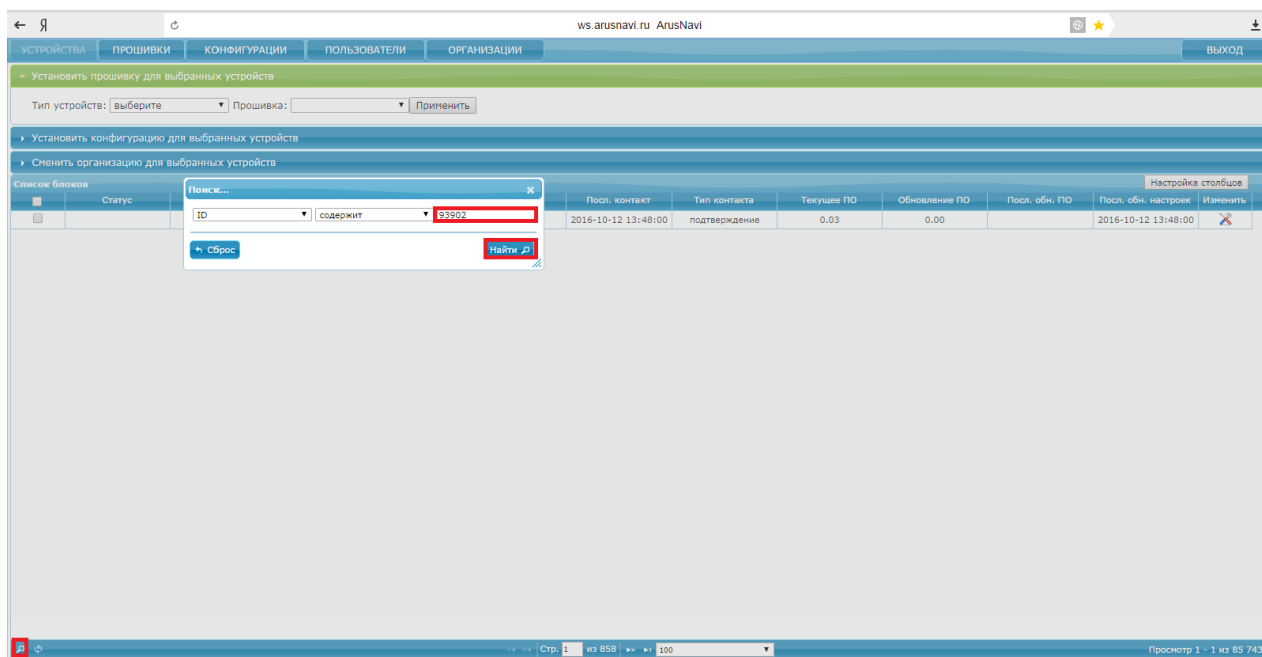 Я ws.arusnavi.ru ArusNavi
УСТРОЙСТВА ПРОШИВКИ КОНФИГУРАЦИИ ПОЛЬЗОВАТЕЛИ ОРГАНИЗАЦИИ ВЫХОД
Установить прошивку для выбранных устройств
Тип устройств: выберите Прошивка: Применить
Установить конфигурацию для выбранных устройств
Сменить организацию для выбранных устройств
Список блоков Настройка столбцов
Статус Посл. контакт Тип контакта Текущее ПО Обновление ПО Посл. обн. ПО Посл. обн. настроек Изменить
2016-10-12 13:48:00 подтверждение 0.03 0.00 2016-10-12 13:48:00
Поиск...
ID содержит 93902
Сброс Найти
Стр. 1 из 858 100 Просмотр 1 - 1 из 85 743